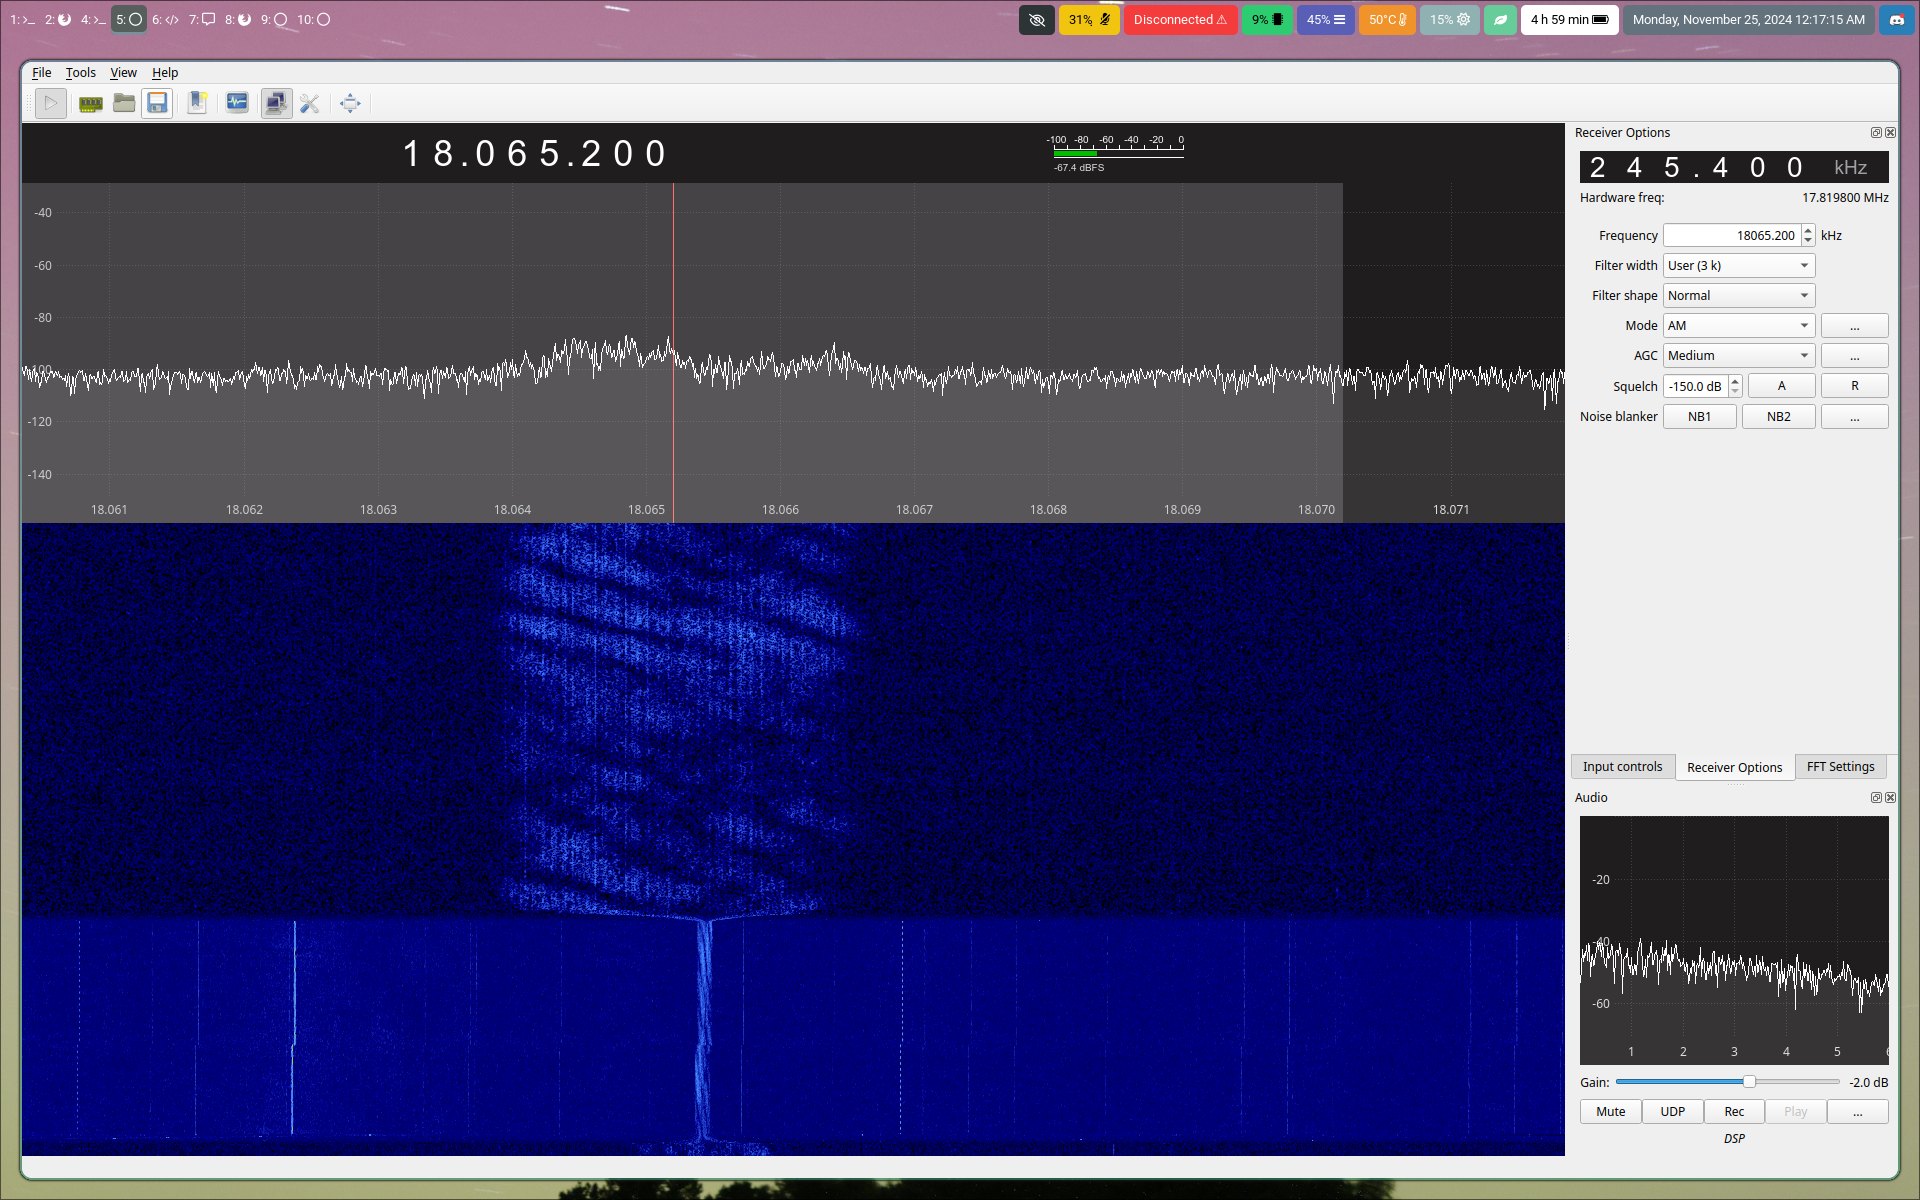 1: 2: 4: 5: 6: 7: 8: 9: 10: 31% Disconnected 9% 45% 50°C 15% 4 h 59 min Monday, November 25, 2024 12:17:15 AM
File Tools View Help
Receiver Options
18.065.200
-100 -80 -60 -40 -20 0
-67.4 dBFS
245.400 kHz
Hardware freq: 17.819800 MHz
-40
-60
-80
-100
-120
-140
18.061 18.062 18.063 18.064 18.065 18.066 18.067 18.068 18.069 18.070 18.071
Frequency 18065.200 kHz
Filter width User (3 k)
Filter shape Normal
Mode AM ...
AGC Medium ...
Squelch -150.0 dB A R
Noise blanker NB1 NB2 ...
Input controls Receiver Options FFT Settings
Audio
-20
-40
-60
1 2 3 4 5 6
Gain: -2.0 dB
Mute UDP Rec Play ...
DSP